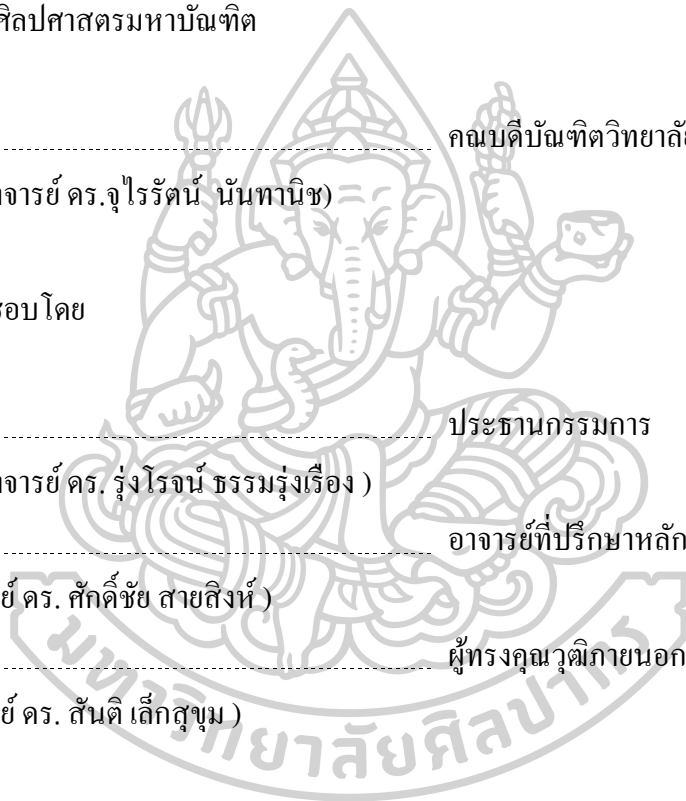 ศิลปศาสตรมหาบัณฑิต
คณบดีบัณฑิตวิทยาลัย
จารย์ ดร.จุไรรัตน์ นันทานิช)
สอบโดย
ประธานกรรมการ
จารย์ ดร. รุ่งโรจน์ ธรรมรุ่งเรือง )
อาจารย์ที่ปรึกษาหลัก
ย์ ดร. ศักดิ์ชัย สายสิงห์ )
ผู้ทรงคุณวุฒิภายนอก
ย์ ดร. สันติ เล็กสุขุม )
มหาวิทยาลัยศิลปากร